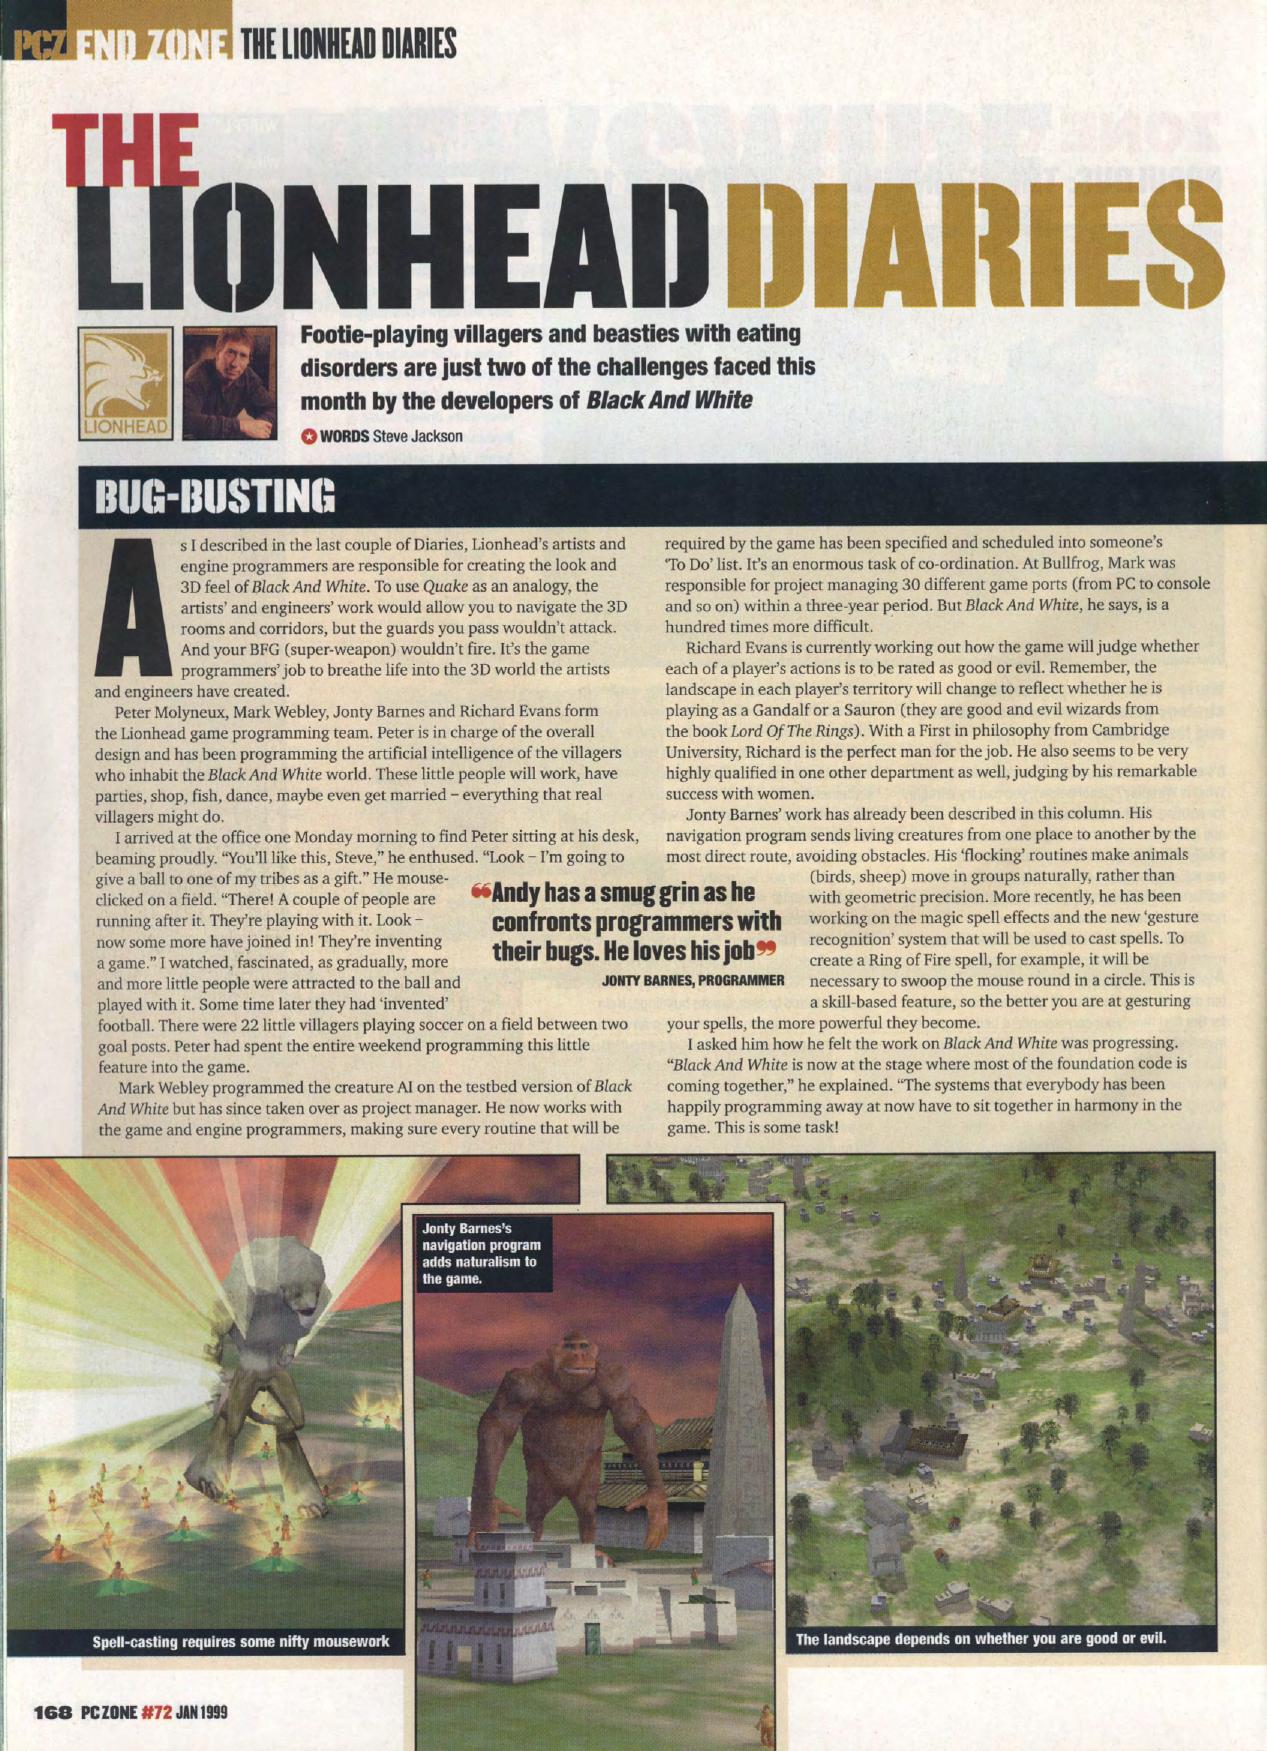 PCZ END ZONE THE LIONHEAD DIARIES
THE
LIONHEAD DIARIES
LIONHEAD
Footie-playing villagers and beasties with eating
disorders are just two of the challenges faced this
month by the developers of Black And White
WORDS Steve Jackson
BUG-BUSTING
As I described in the last couple of Diaries, Lionhead's artists and
engine programmers are responsible for creating the look and
3D feel of Black And White. To use Quake as an analogy, the
artists' and engineers' work would allow you to navigate the 3D
rooms and corridors, but the guards you pass wouldn't attack.
And your BFG (super-weapon) wouldn't fire. It's the game
programmers' job to breathe life into the 3D world the artists
and engineers have created.
Peter Molyneux, Mark Webley, Jonty Barnes and Richard Evans form
the Lionhead game programming team. Peter is in charge of the overall
design and has been programming the artificial intelligence of the villagers
who inhabit the Black And White world. These little people will work, have
parties, shop, fish, dance, maybe even get married – everything that real
villagers might do.
I arrived at the office one Monday morning to find Peter sitting at his desk,
beaming proudly. “You'll like this, Steve,” he enthused. “Look – I'm going to
give a ball to one of my tribes as a gift.” He mouse-
clicked on a field. “There! A couple of people are
running after it. They're playing with it. Look –
now some more have joined in! They're inventing
a game.” I watched, fascinated, as gradually, more
and more little people were attracted to the ball and
played with it. Some time later they had ‘invented’
football. There were 22 little villagers playing soccer on a field between two
goal posts. Peter had spent the entire weekend programming this little
feature into the game.
Mark Webley programmed the creature AI on the testbed version of Black
And White but has since taken over as project manager. He now works with
the game and engine programmers, making sure every routine that will be
required by the game has been specified and scheduled into someone's
‘To Do’ list. It's an enormous task of co-ordination. At Bullfrog, Mark was
responsible for project managing 30 different game ports (from PC to console
and so on) within a three-year period. But Black And White, he says, is a
hundred times more difficult.
Richard Evans is currently working out how the game will judge whether
each of a player's actions is to be rated as good or evil. Remember, the
landscape in each player's territory will change to reflect whether he is
playing as a Gandalf or a Sauron (they are good and evil wizards from
the book Lord Of The Rings). With a First in philosophy from Cambridge
University, Richard is the perfect man for the job. He also seems to be very
highly qualified in one other department as well, judging by his remarkable
success with women.
Jonty Barnes' work has already been described in this column. His
navigation program sends living creatures from one place to another by the
most direct route, avoiding obstacles. His ‘flocking’ routines make animals
(birds, sheep) move in groups naturally, rather than
with geometric precision. More recently, he has been
working on the magic spell effects and the new ‘gesture
recognition’ system that will be used to cast spells. To
create a Ring of Fire spell, for example, it will be
necessary to swoop the mouse round in a circle. This is
a skill-based feature, so the better you are at gesturing
your spells, the more powerful they become.
I asked him how he felt the work on Black And White was progressing.
“Black And White is now at the stage where most of the foundation code is
coming together,” he explained. “The systems that everybody has been
happily programming away at now have to sit together in harmony in the
game. This is some task!
“Andy has a smug grin as he
confronts programmers with
their bugs. He loves his job”
JONTY BARNES, PROGRAMMER
Spell-casting requires some nifty mousework
Jonty Barnes's
navigation program
adds naturalism to
the game.
The landscape depends on whether you are good or evil.
168 PC ZONE #72 JAN 1999